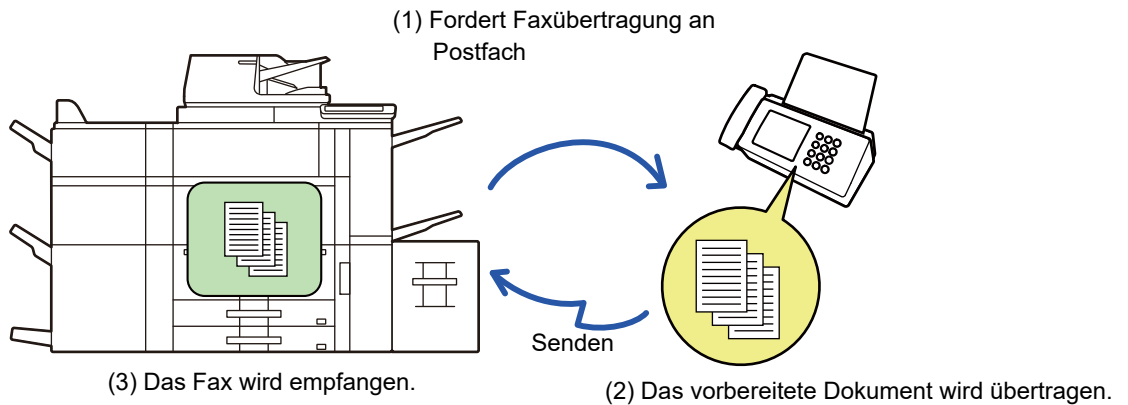 (1) Fordert Faxübertragung an
Postfach
Senden
(3) Das Fax wird empfangen.
(2) Das vorbereitete Dokument wird übertragen.